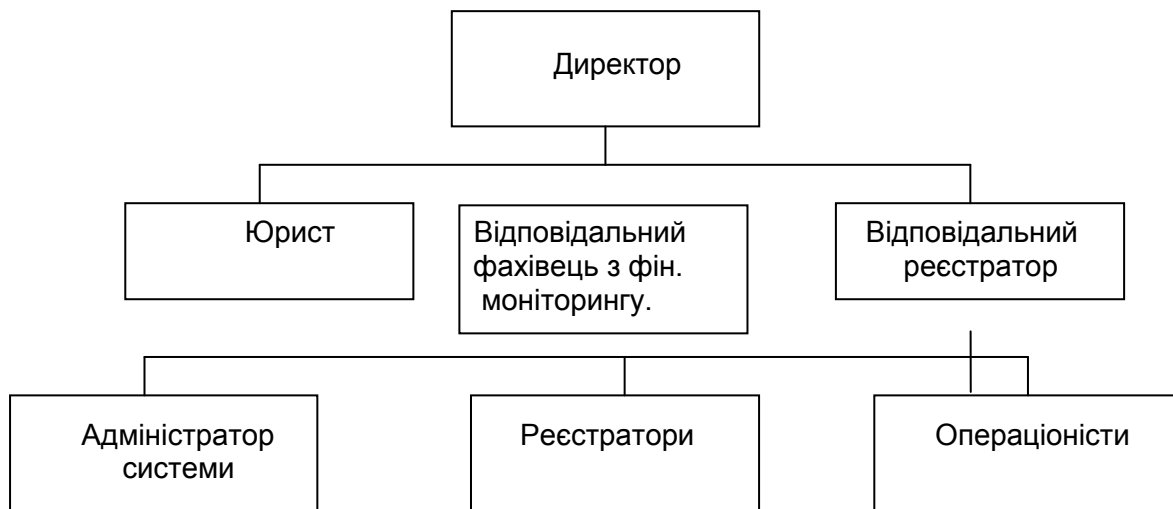 Директор
Юрист
Відповідальний
фахівець з фін.
моніторингу.
Відповідальний
реєстратор
Адміністратор
системи
Реєстратори
Операціоністи